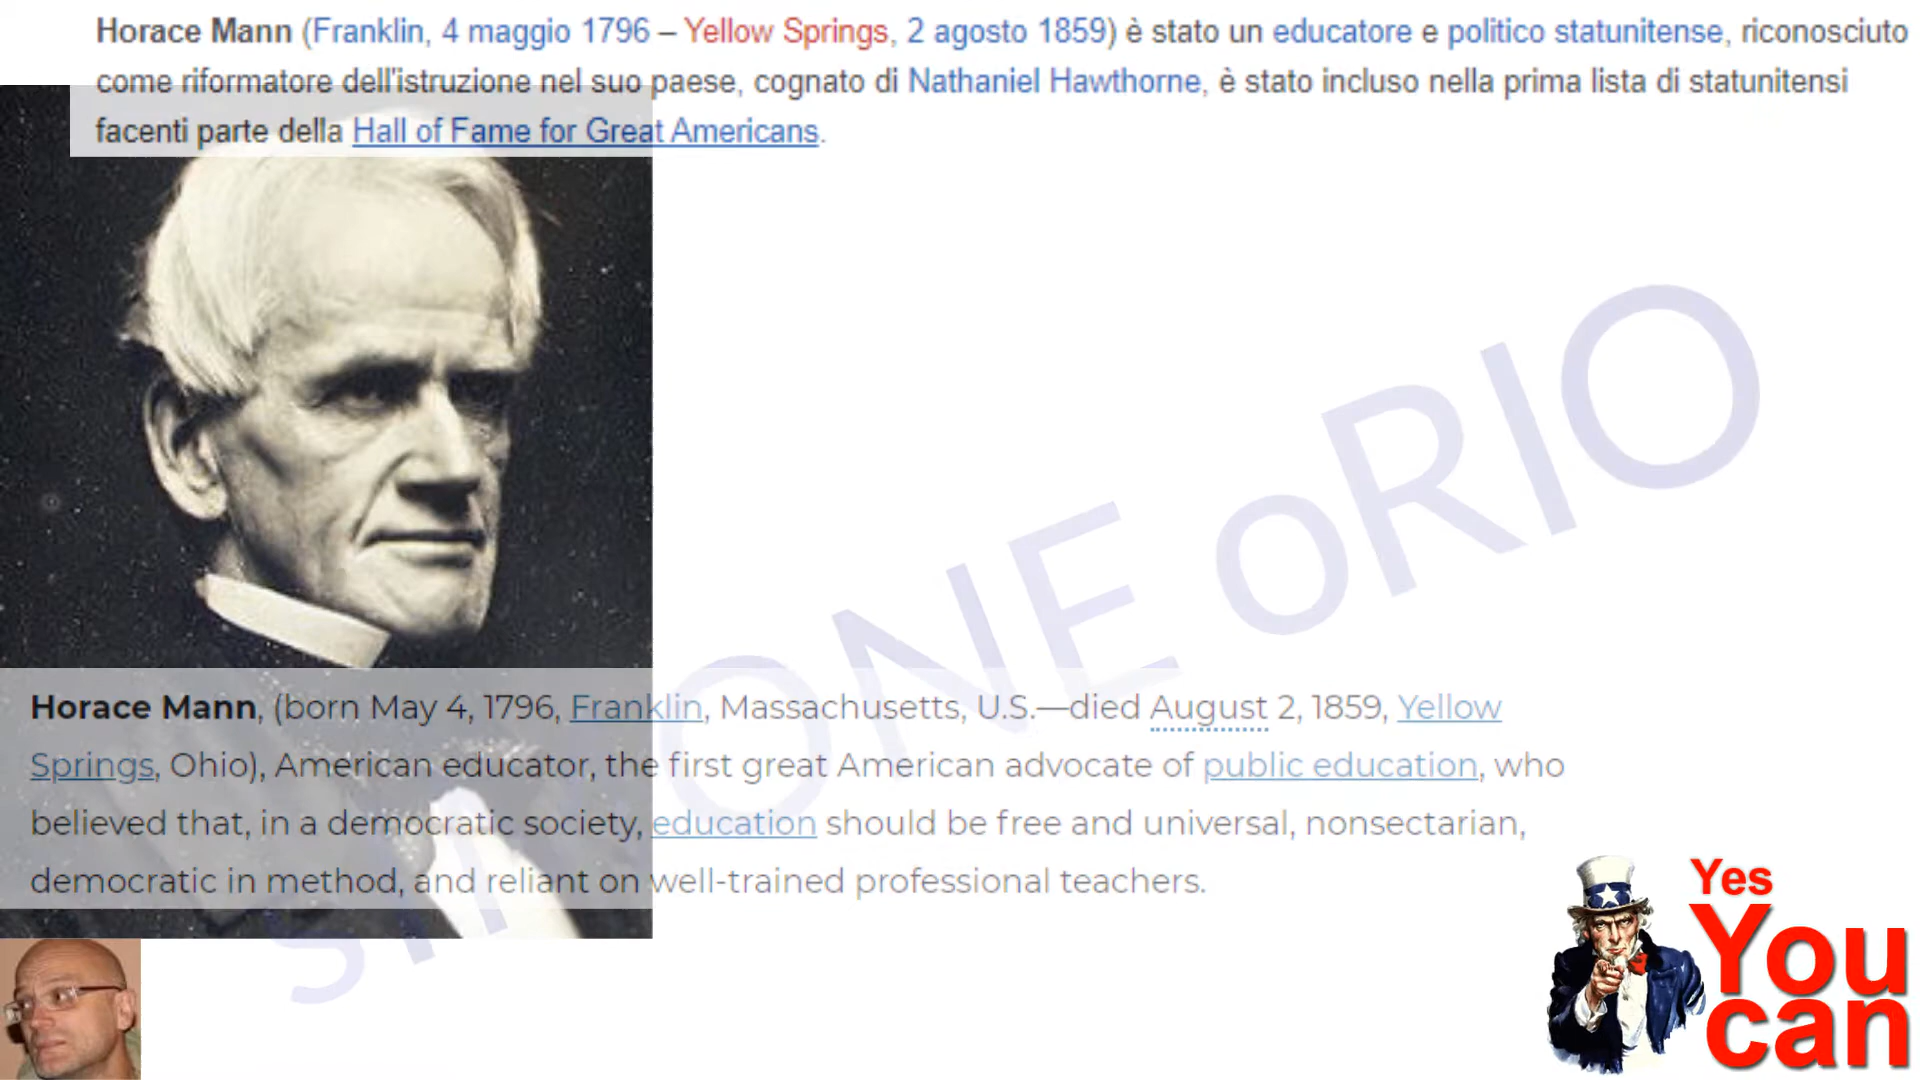 Horace Mann (Franklin, 4 maggio 1796 – Yellow Springs, 2 agosto 1859) è stato un educatore e politico statunitense, riconosciuto
come riformatore dell'istruzione nel suo paese, cognato di Nathaniel Hawthorne, è stato incluso nella prima lista di statunitensi
facenti parte della Hall of Fame for Great Americans.
SIMONE oRIO
Horace Mann, (born May 4, 1796, Franklin, Massachusetts, U.S.—died August 2, 1859, Yellow
Springs, Ohio), American educator, the first great American advocate of public education, who
believed that, in a democratic society, education should be free and universal, nonsectarian,
democratic in method, and reliant on well-trained professional teachers.
Yes
You
can